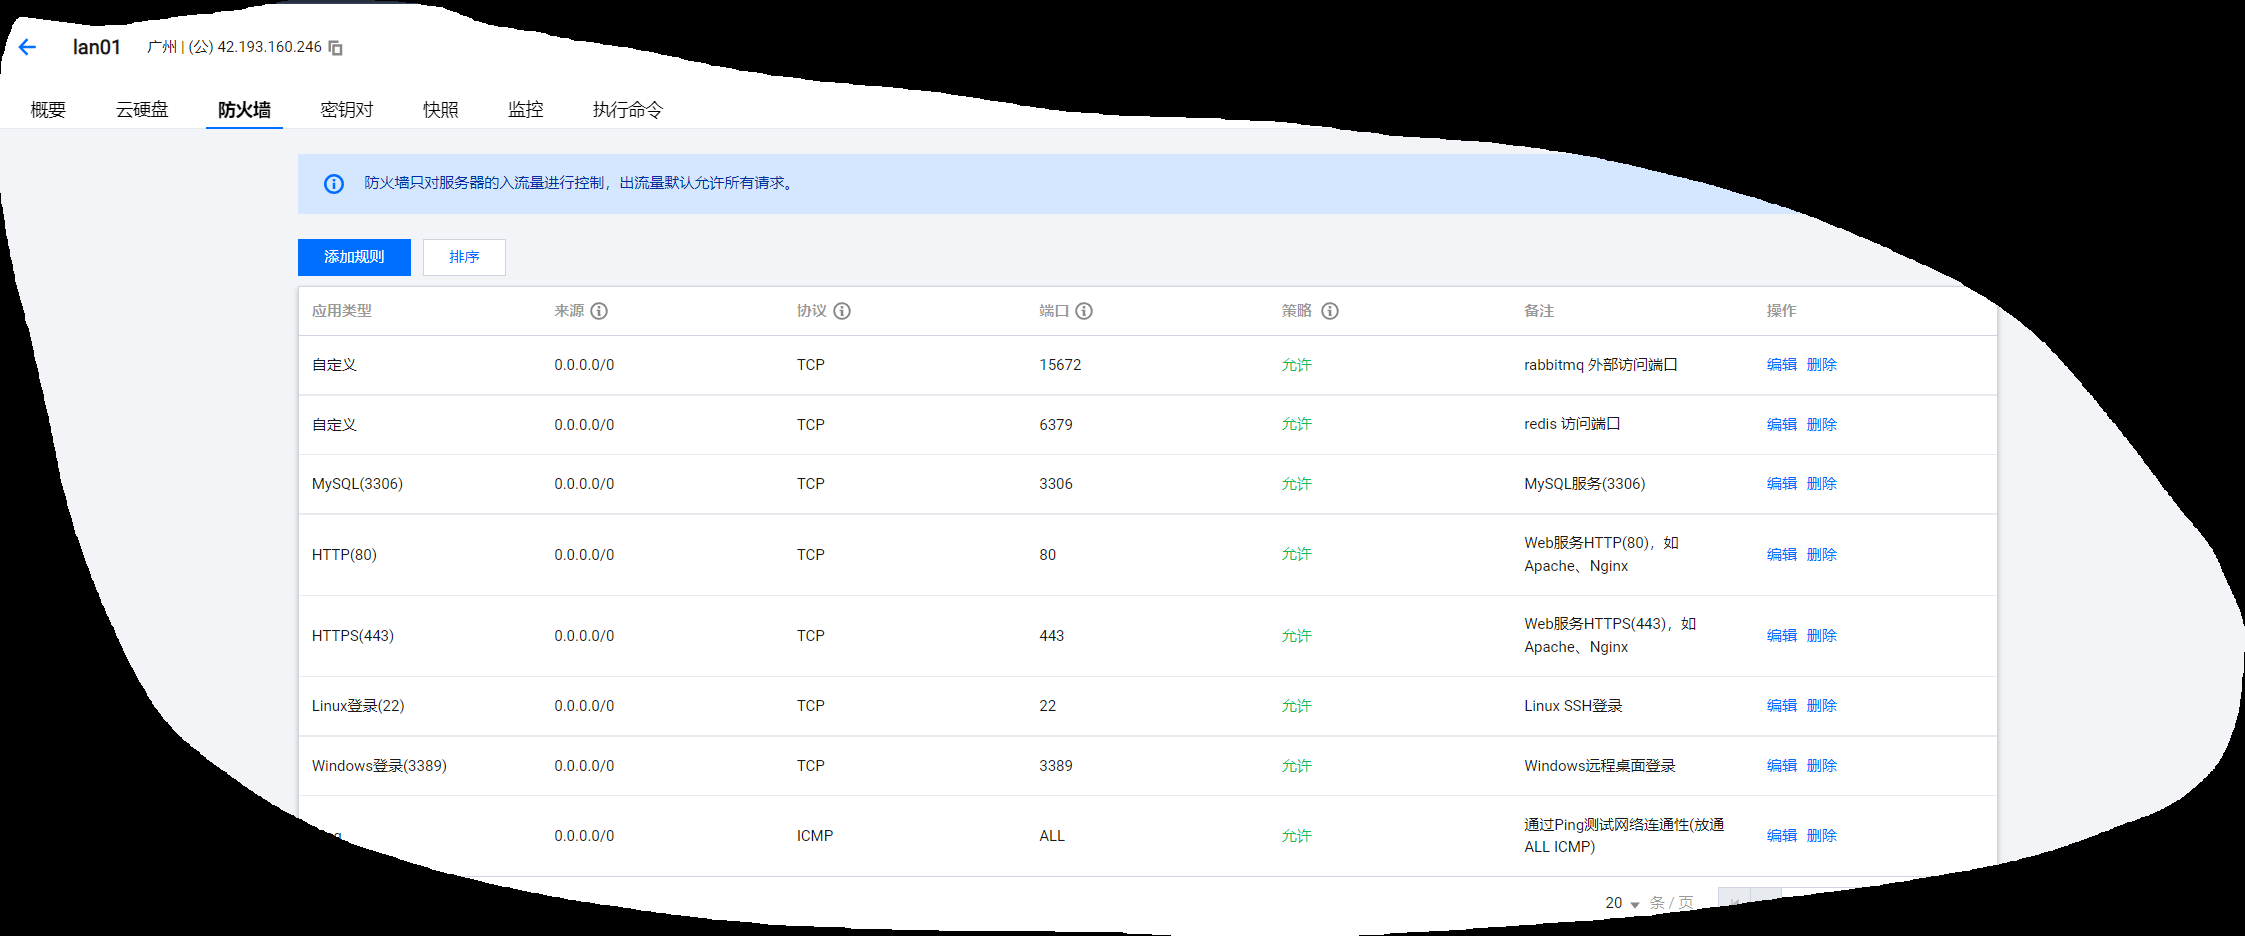 lan01 广州 | (公) 42.193.160.246
概要 云硬盘 防火墙 密钥对 快照 监控 执行命令
防火墙只对服务器的入流量进行控制，出流量默认允许所有请求。
添加规则 排序
应用类型 来源 协议 端口 策略 备注 操作
自定义 0.0.0.0/0 TCP 15672 允许 rabbitmq 外部访问端口 编辑 删除
自定义 0.0.0.0/0 TCP 6379 允许 redis 访问端口 编辑 删除
MySQL(3306) 0.0.0.0/0 TCP 3306 允许 MySQL服务(3306) 编辑 删除
HTTP(80) 0.0.0.0/0 TCP 80 允许 Web服务HTTP(80)，如 编辑 删除
Apache、Nginx
HTTPS(443) 0.0.0.0/0 TCP 443 允许 Web服务HTTPS(443)，如 编辑 删除
Apache、Nginx
Linux登录(22) 0.0.0.0/0 TCP 22 允许 Linux SSH登录 编辑 删除
Windows登录(3389) 0.0.0.0/0 TCP 3389 允许 Windows远程桌面登录 编辑 删除
0.0.0.0/0 ICMP ALL 允许 通过Ping测试网络连通性(放通 编辑 删除
ALL ICMP)
20 条 / 页